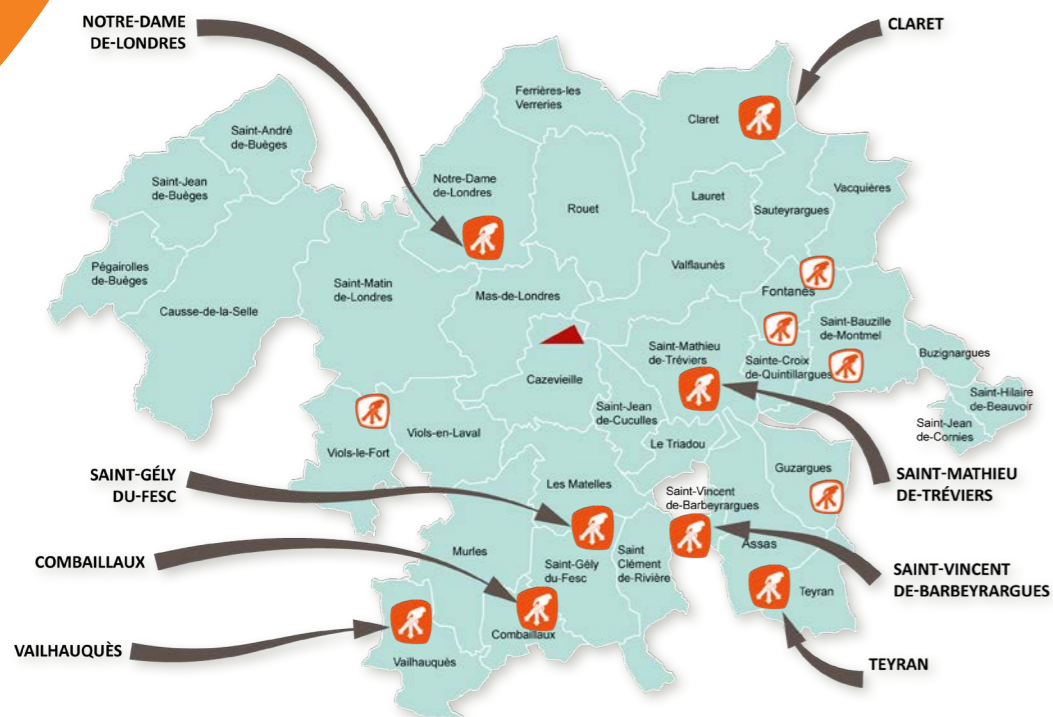 NOTRE-DAME
DE-LONDRES
CLARET
Ferrières-les
Verreries
Claret
Saint-André
de-Buèges
Saint-Jean
de-Buèges
Notre-Dame
de-Londres
Rouet
Lauret
Vacquières
Sauteyrargues
Pègairolles
de-Buèges
Saint-Matin
de-Londres
Valflaunès
Mas-de-Londres
Fontanès
Causse-de-la-Selle
Saint-Bauzille
de-Montmel
Saint-Mathieu
de-Tréviers
Buzignargues
Sainte-Croix
de-Quintillargues
Cazevieille
Saint-Hilaire
de-Beauvoir
Saint-Jean
de-Cuculles
Saint-Jean
de-Cornies
Viols-en-Laval
Le Triadou
Viols-le-Fort
Guzargues
SAINT-GÉLY
DU-FESC
SAINT-MATHIEU
DE-TRÉVIERS
Les Matelles
Saint-Vincent
de-Barbeyrargues
Assas
Murles
Saint
Clément
de-Rivière
COMBAILLAUX
Saint-Gély
du-Fesc
SAINT-VINCENT
DE-BARBEYRARGUES
Teyran
Combaillaux
VAILHAUQUÈS
Vailhauquès
TEYRAN